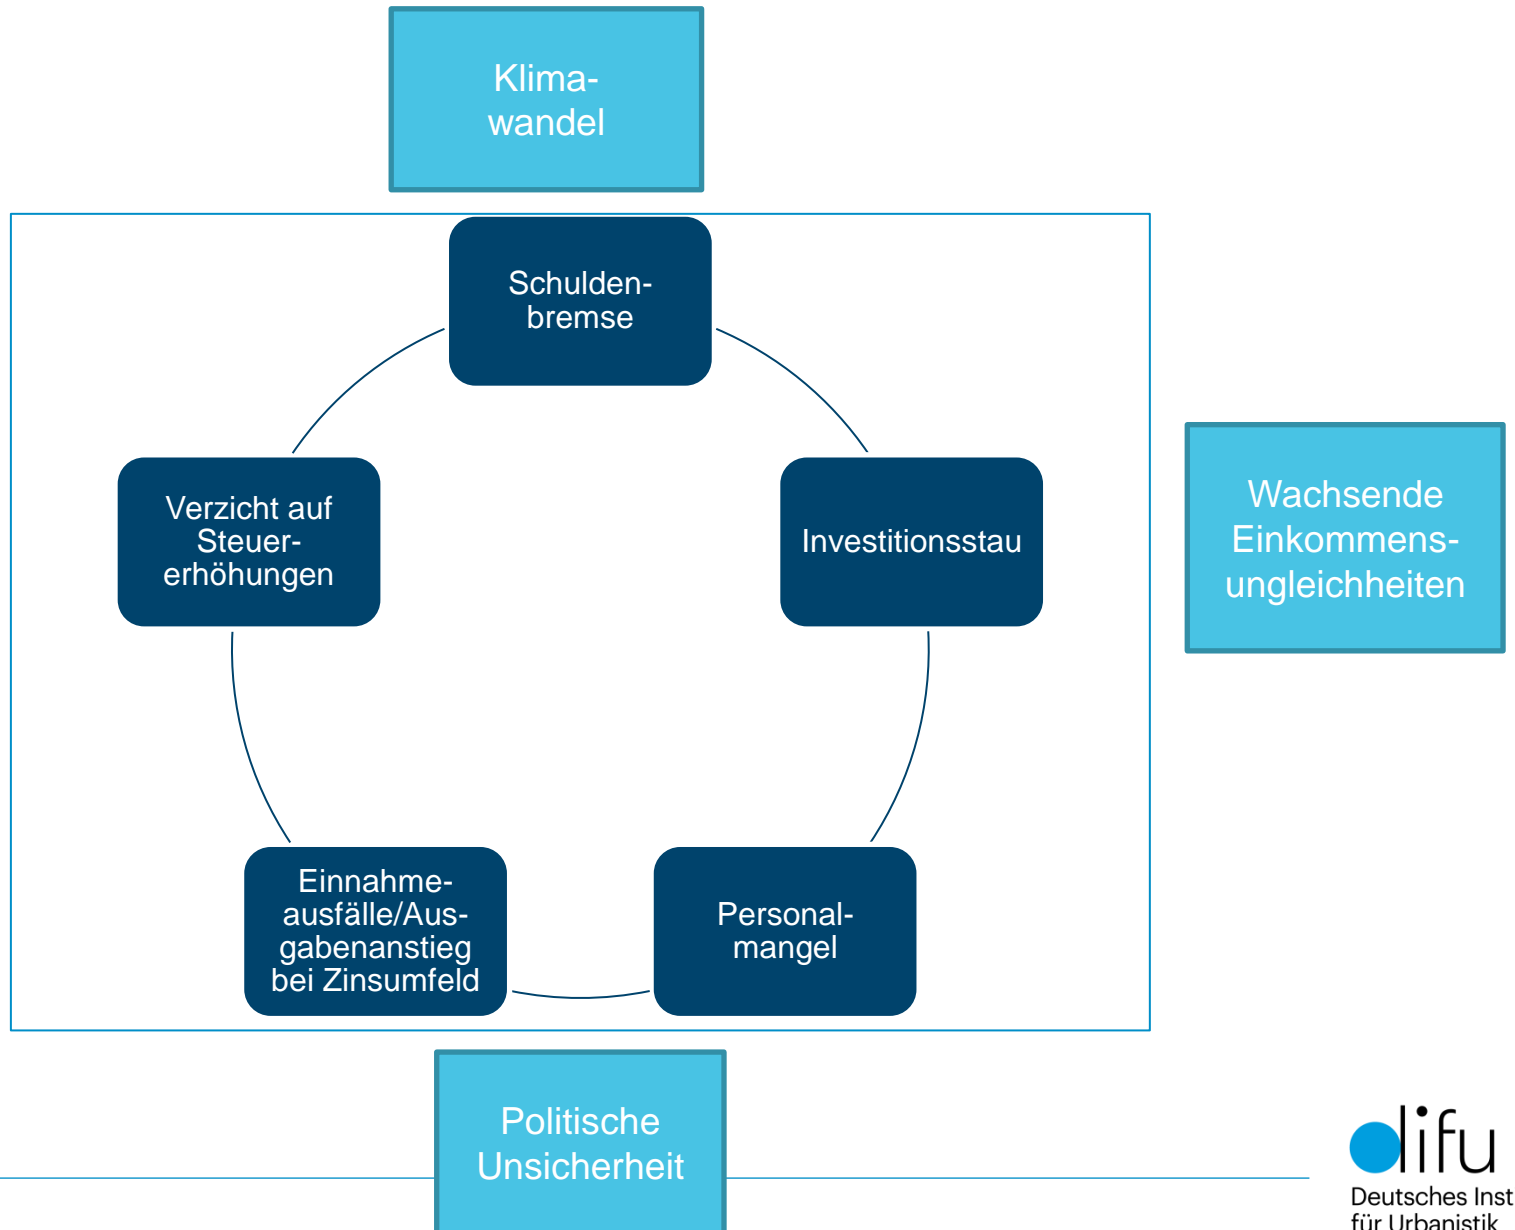 Klima-
wandel
Schulden-
bremse
Verzicht auf
Steuer-
erhöhungen
Investitionsstau
Wachsende
Einkommens-
ungleichheiten
Einnahme-
ausfälle/Aus-
gabenanstieg
bei Zinsumfeld
Personal-
mangel
Politische
Unsicherheit
difu
Deutsches Inst
für Urbanistik